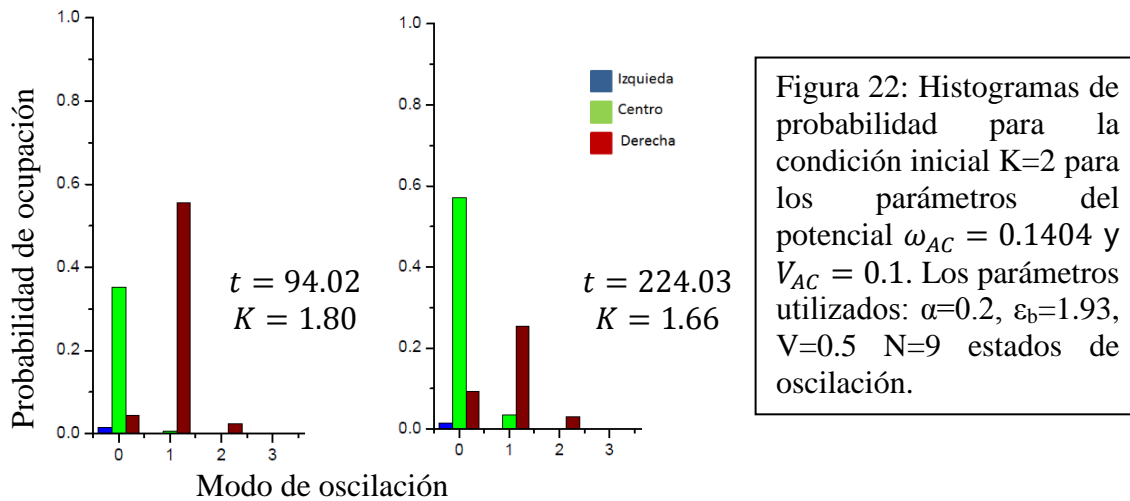 Probabilidad de ocupación
1.0
0.8
0.6
0.4
0.2
0.0
0 1 2 3
t = 94.02
K = 1.80
1.0
0.8
0.6
0.4
0.2
0.0
0 1 2 3
Izquieda
Centro
Derecha
t = 224.03
K = 1.66
Modo de oscilación
Figura 22: Histogramas de
probabilidad para la
condición inicial K=2 para
los parámetros del
potencial ω_AC = 0.1404 y
V_AC = 0.1. Los parámetros
utilizados: α=0.2, ε_b=1.93,
V=0.5 N=9 estados de
oscilación.